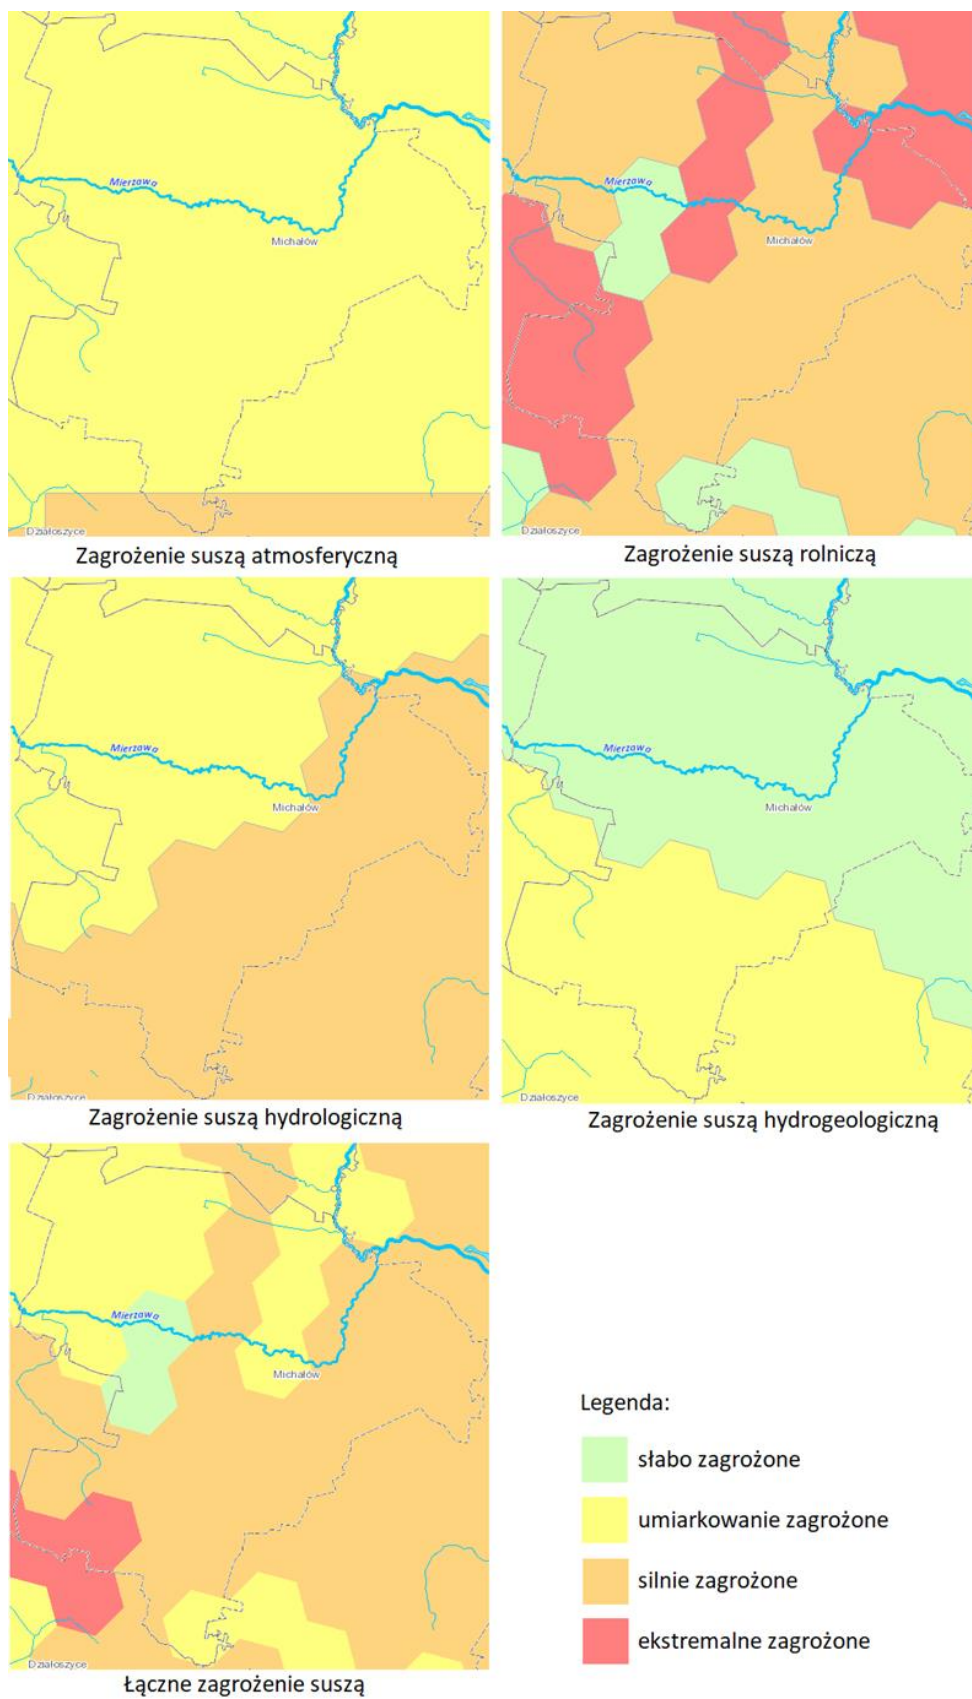 Mierzawa
Michałów
Działoszyce
Zagrożenie suszą atmosferyczną
Mierzawa
Michałów
Działoszyce
Zagrożenie suszą rolniczą
Mierzawa
Michałów
Działoszyce
Zagrożenie suszą hydrologiczną
Mierzawa
Michałów
Działoszyce
Zagrożenie suszą hydrogeologiczną
Mierzawa
Michałów
Działoszyce
Łączne zagrożenie suszą
Legenda:
słabo zagrożone
umiarkowanie zagrożone
silnie zagrożone
ekstremalne zagrożone